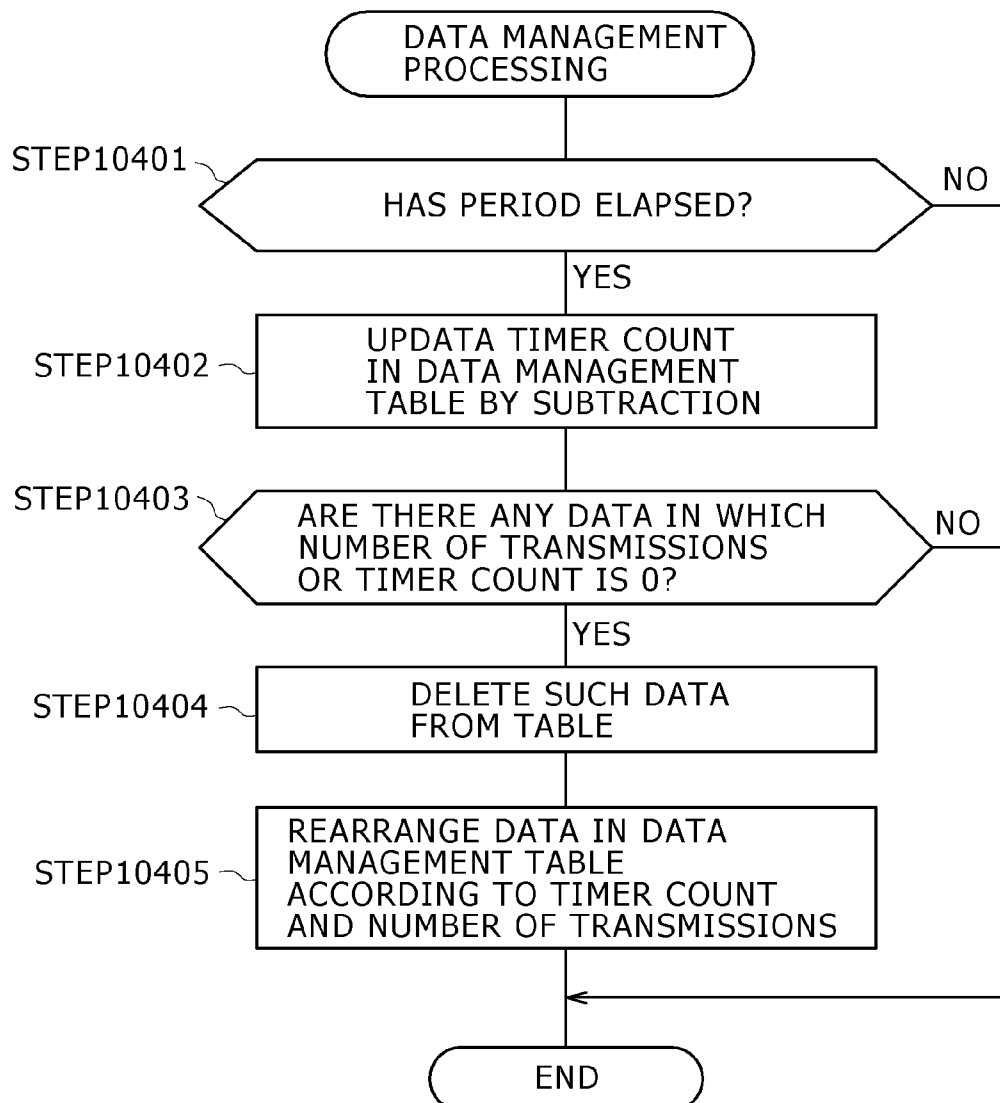 DATA MANAGEMENT
PROCESSING
STEP10401
HAS PERIOD ELAPSED?
NO
YES
STEP10402
UPDATA TIMER COUNT
IN DATA MANAGEMENT
TABLE BY SUBTRACTION
STEP10403
ARE THERE ANY DATA IN WHICH
NUMBER OF TRANSMISSIONS
OR TIMER COUNT IS 0?
NO
YES
STEP10404
DELETE SUCH DATA
FROM TABLE
STEP10405
REARRANGE DATA IN DATA
MANAGEMENT TABLE
ACCORDING TO TIMER COUNT
AND NUMBER OF TRANSMISSIONS
END